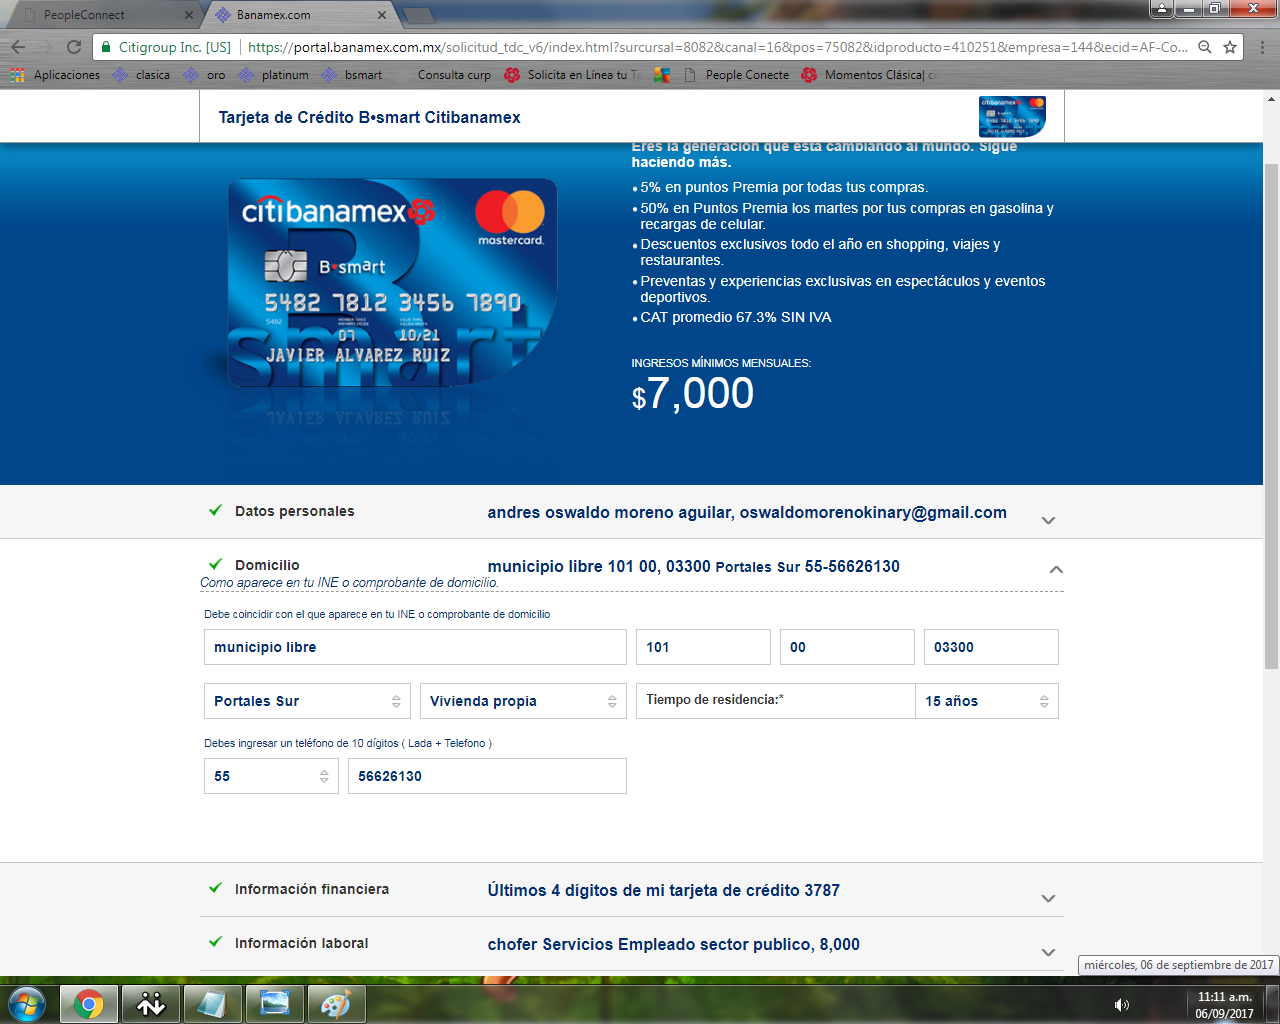 PeopleConnect
Banamex.com
Citigroup Inc. [US]
https://portal.banamex.com.mx/solicitud_tdc_v6/index.html?surcursal=8082&canal=16&pos=75082&idproducto=410251&empresa=144&ecid=AF-Co...
Aplicaciones
clasica
oro
platinum
bsmart
Consulta curp
Solicita en Línea tu Ta
People Conecte
Momentos Clásica| c
Tarjeta de Crédito B•smart Citibanamex
Eres la generación que está cambiando al mundo. Sigue
haciendo más.
• 5% en puntos Premia por todas tus compras.
• 50% en Puntos Premia los martes por tus compras en gasolina y
recargas de celular.
• Descuentos exclusivos todo el año en shopping, viajes y
restaurantes.
• Preventas y experiencias exclusivas en espectáculos y eventos
deportivos.
• CAT promedio 67.3% SIN IVA
INGRESOS MÍNIMOS MENSUALES:
$7,000
citibanamex
mastercard.
B•smart
5482 7812 3456 7890
5482
07 10/21
JAVIER ALVAREZ RUIZ
smart
Datos personales
andres oswaldo moreno aguilar, oswaldomorenokinary@gmail.com
Domicilio
municipio libre 101 00, 03300 Portales Sur 55-56626130
Como aparece en tu INE o comprobante de domicilio.
Debe coincidir con el que aparece en tu INE o comprobante de domicilio
municipio libre
101
00
03300
Portales Sur
Vivienda propia
Tiempo de residencia:*
15 años
Debes ingresar un teléfono de 10 dígitos ( Lada + Telefono )
55
56626130
Información financiera
Últimos 4 dígitos de mi tarjeta de crédito 3787
Información laboral
chofer Servicios Empleado sector publico, 8,000
miércoles, 06 de septiembre de 2017
11:11 a.m.
06/09/2017